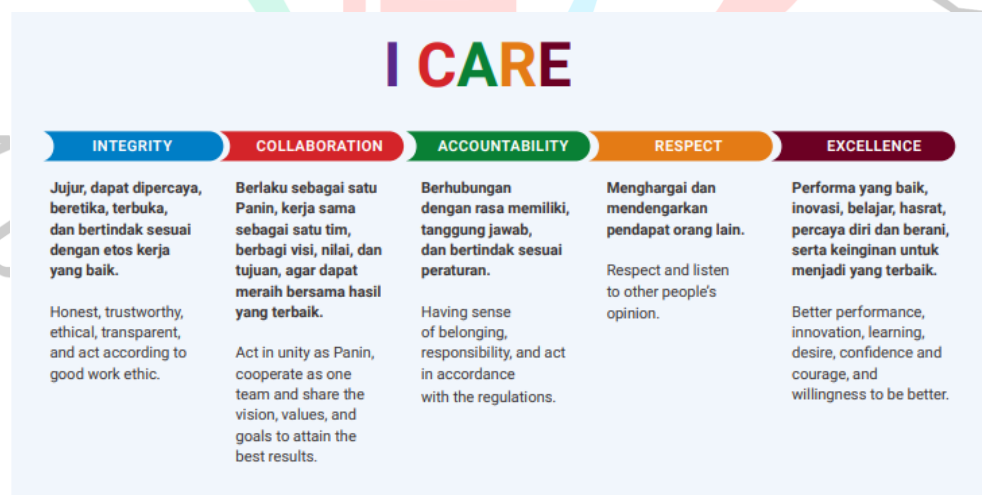 I CARE
INTEGRITY
Jujur, dapat dipercaya,
beretika, terbuka,
dan bertindak sesuai
dengan etos kerja
yang baik.
Honest, trustworthy,
ethical, transparent,
and act according to
good work ethic.
COLLABORATION
Berlaku sebagai satu
Panin, kerja sama
sebagai satu tim,
berbagi visi, nilai, dan
tujuan, agar dapat
meraih bersama hasil
yang terbaik.
Act in unity as Panin,
cooperate as one
team and share the
vision, values, and
goals to attain the
best results.
ACCOUNTABILITY
Berhubungan
dengan rasa memiliki,
tanggung jawab,
dan bertindak sesuai
peraturan.
Having sense
of belonging,
responsibility, and act
in accordance
with the regulations.
RESPECT
Menghargai dan
mendengarkan
pendapat orang lain.
Respect and listen
to other people's
opinion.
EXCELLENCE
Performa yang baik,
inovasi, belajar, hasrat,
percaya diri dan berani,
serta keinginan untuk
menjadi yang terbaik.
Better performance,
innovation, learning,
desire, confidence and
courage, and
willingness to be better.